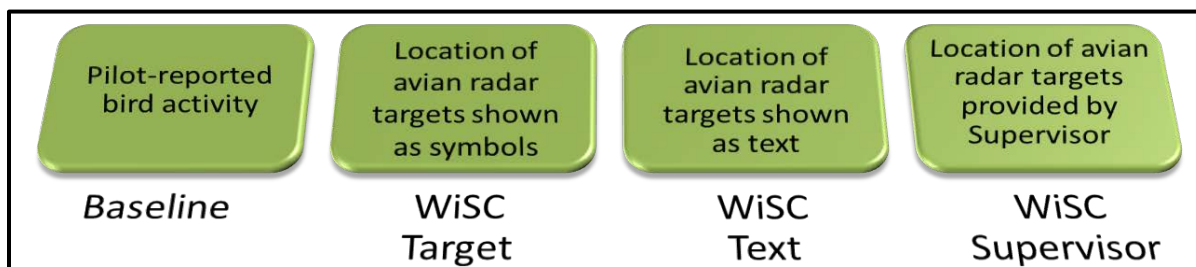 Pilot-reported
bird activity
Baseline
Location of
avian radar
targets shown
as symbols
WiSC
Target
Location of
avian radar
targets shown
as text
WiSC
Text
Location of avian
radar targets
provided by
Supervisor
WiSC
Supervisor